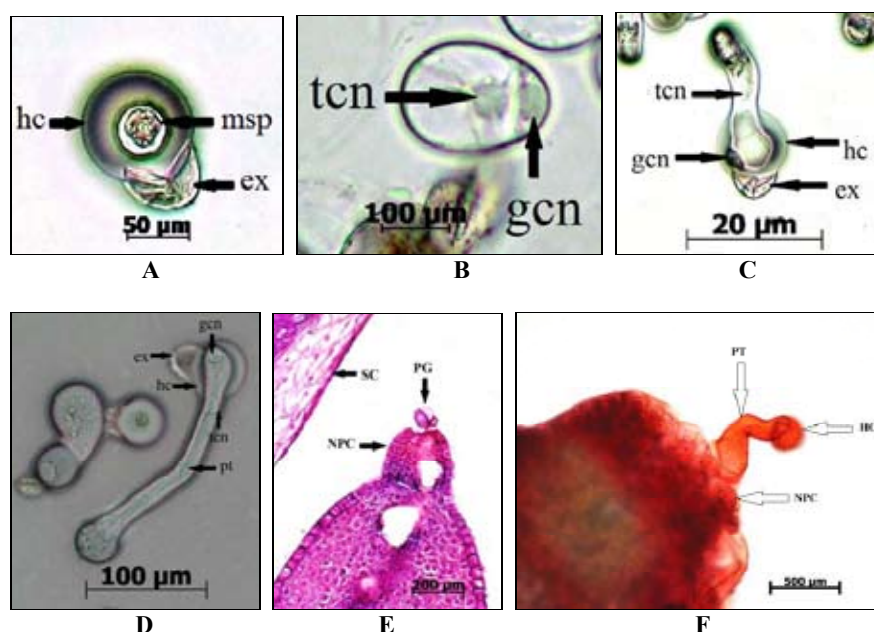 hc
msp
ex
50 µm
A
tcn
gcn
100 µm
B
tcn
gcn
hc
ex
20 µm
C
gcn
ex
hc
tcn
pt
100 µm
D
SC
PG
NPC
200 µm
E
PT
NPC
500 µm
F